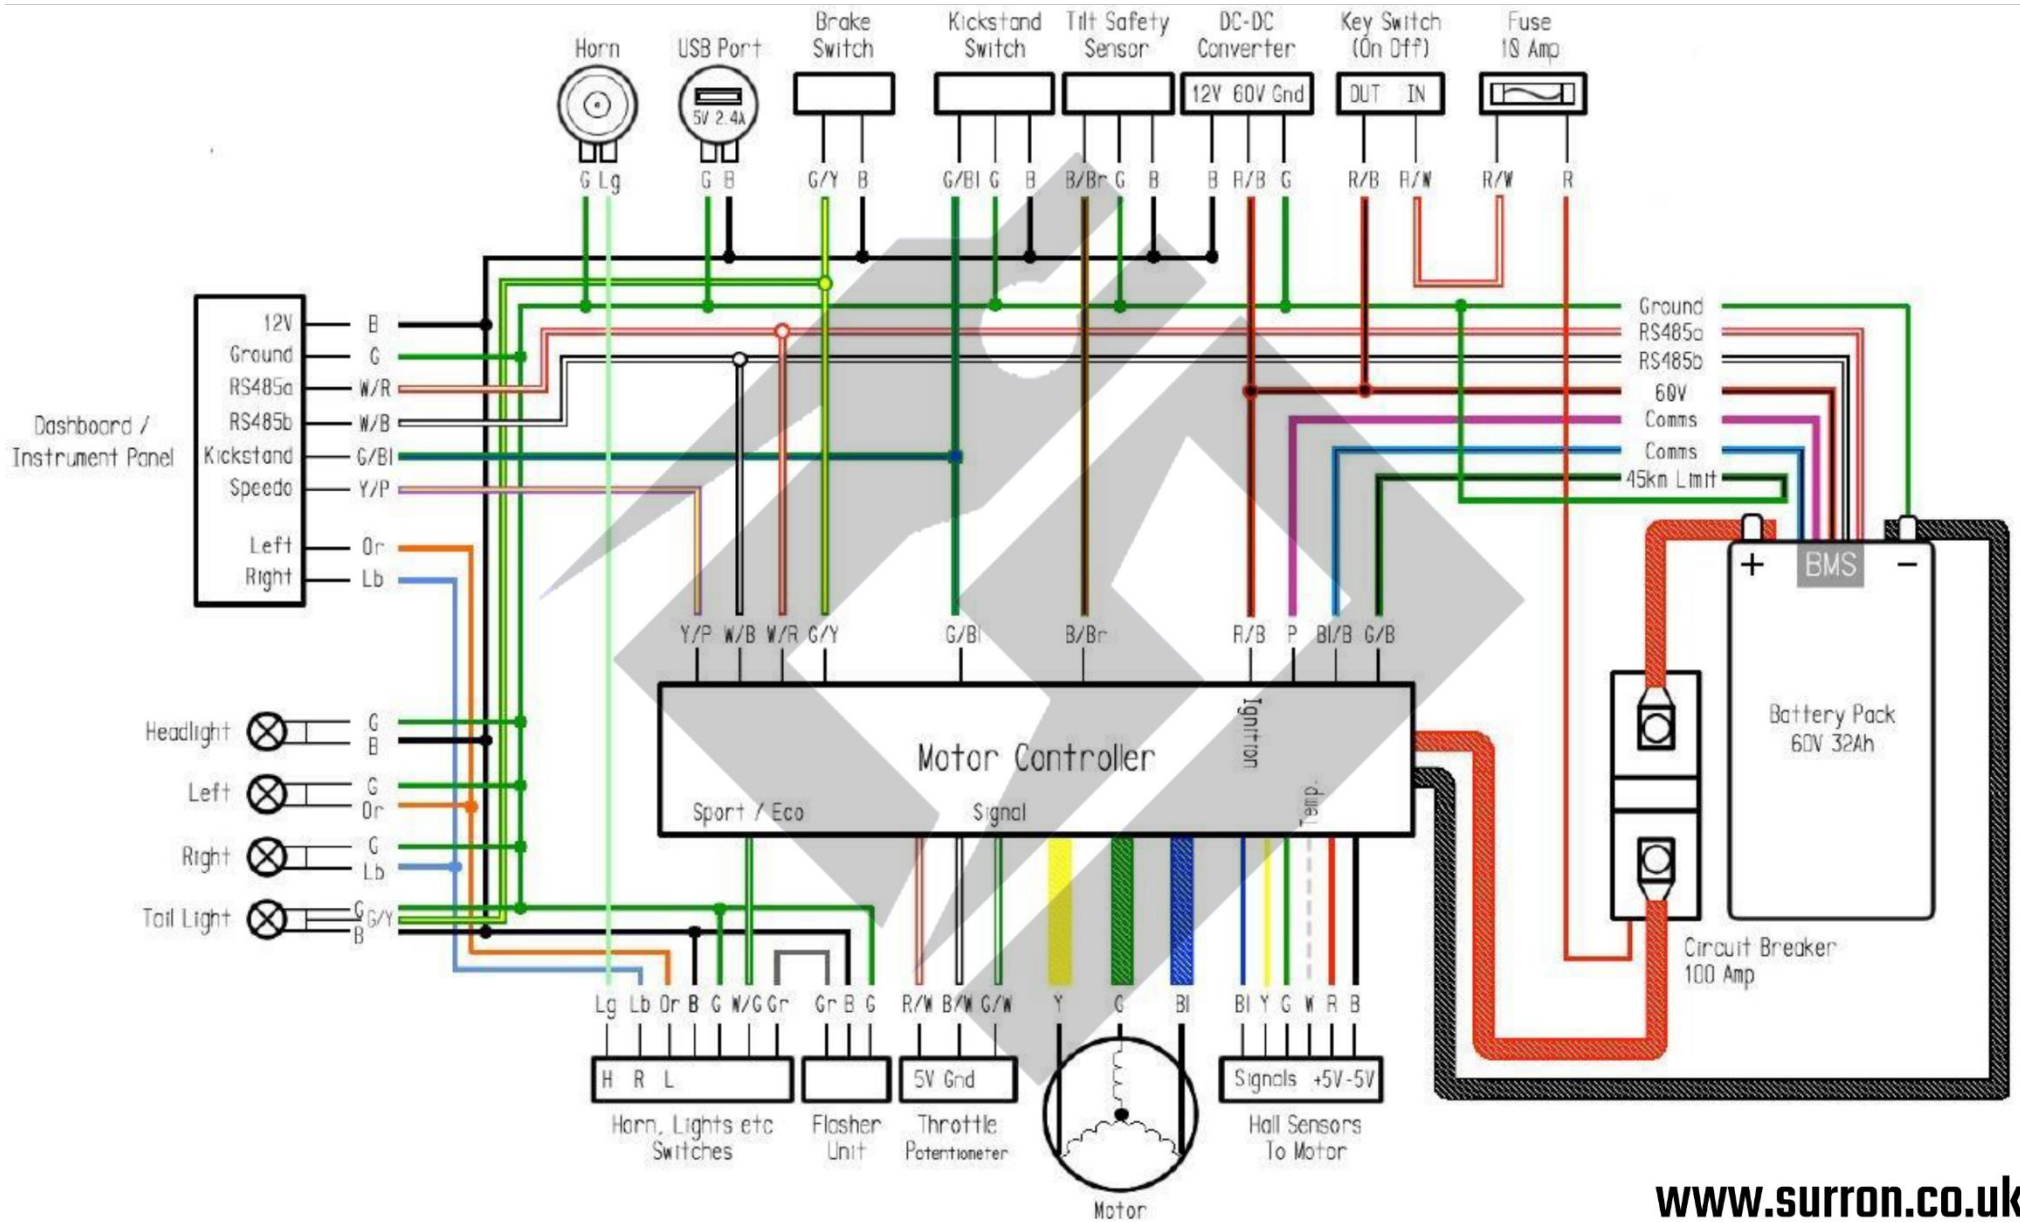 Horn
USB Port
Brake
Switch
Kickstand
Switch
Tilt Safety
Sensor
DC-DC
Converter
Key Switch
(On Off)
Fuse
10 Amp
5V 2.4A
12V 60V Gnd
OUT IN
G Lg
G B
G/Y B
G/Bl G B
B/Br G B
B R/B G
R/B R/W
R/W R
Dashboard /
Instrument Panel
12V B
Ground G
RS485a W/R
RS485b W/B
Kickstand G/Bl
Speedo Y/P
Left Or
Right Lb
Ground
RS485a
RS485b
60V
Comms
Comms
45km Limit
+ BMS -
Battery Pack
60V 32Ah
Y/P W/B W/R G/Y G/Bl B/Br R/B P Bl/B G/B
Ignition
Motor Controller
Sport / Eco
Signal
Temp.
Headlight G
B
Left G
Or
Right G
Lb
Tail Light G
G/Y
B
Circuit Breaker
100 Amp
Lg Lb Or B G W/G Gr
Gr B G
R/W B/W G/W
Y G Bl
Bl Y G W R B
H R L
5V Gnd
Signals +5V -5V
Horn, Lights etc
Switches
Flasher
Unit
Throttle
Potentiometer
Motor
Hall Sensors
To Motor
www.surron.co.uk